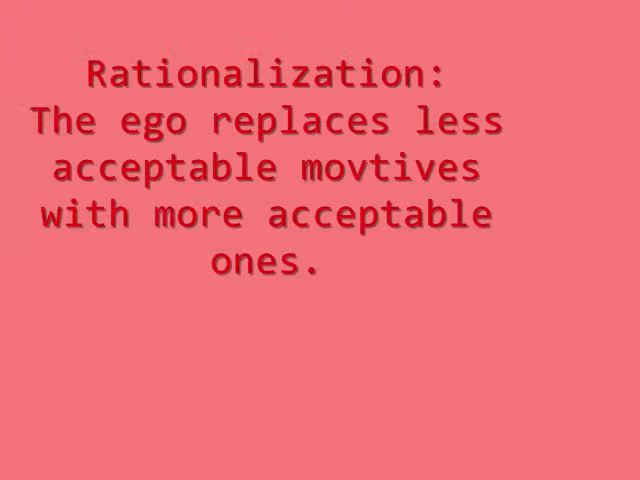 Rationalization:
The ego replaces less
acceptable movtives
with more acceptable
ones.